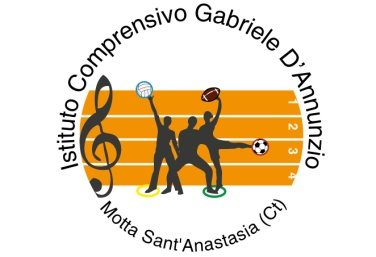 Istituto Comprensivo Gabriele D'Annunzio
1
2
3
4
Motta Sant'Anastasia (Ct)